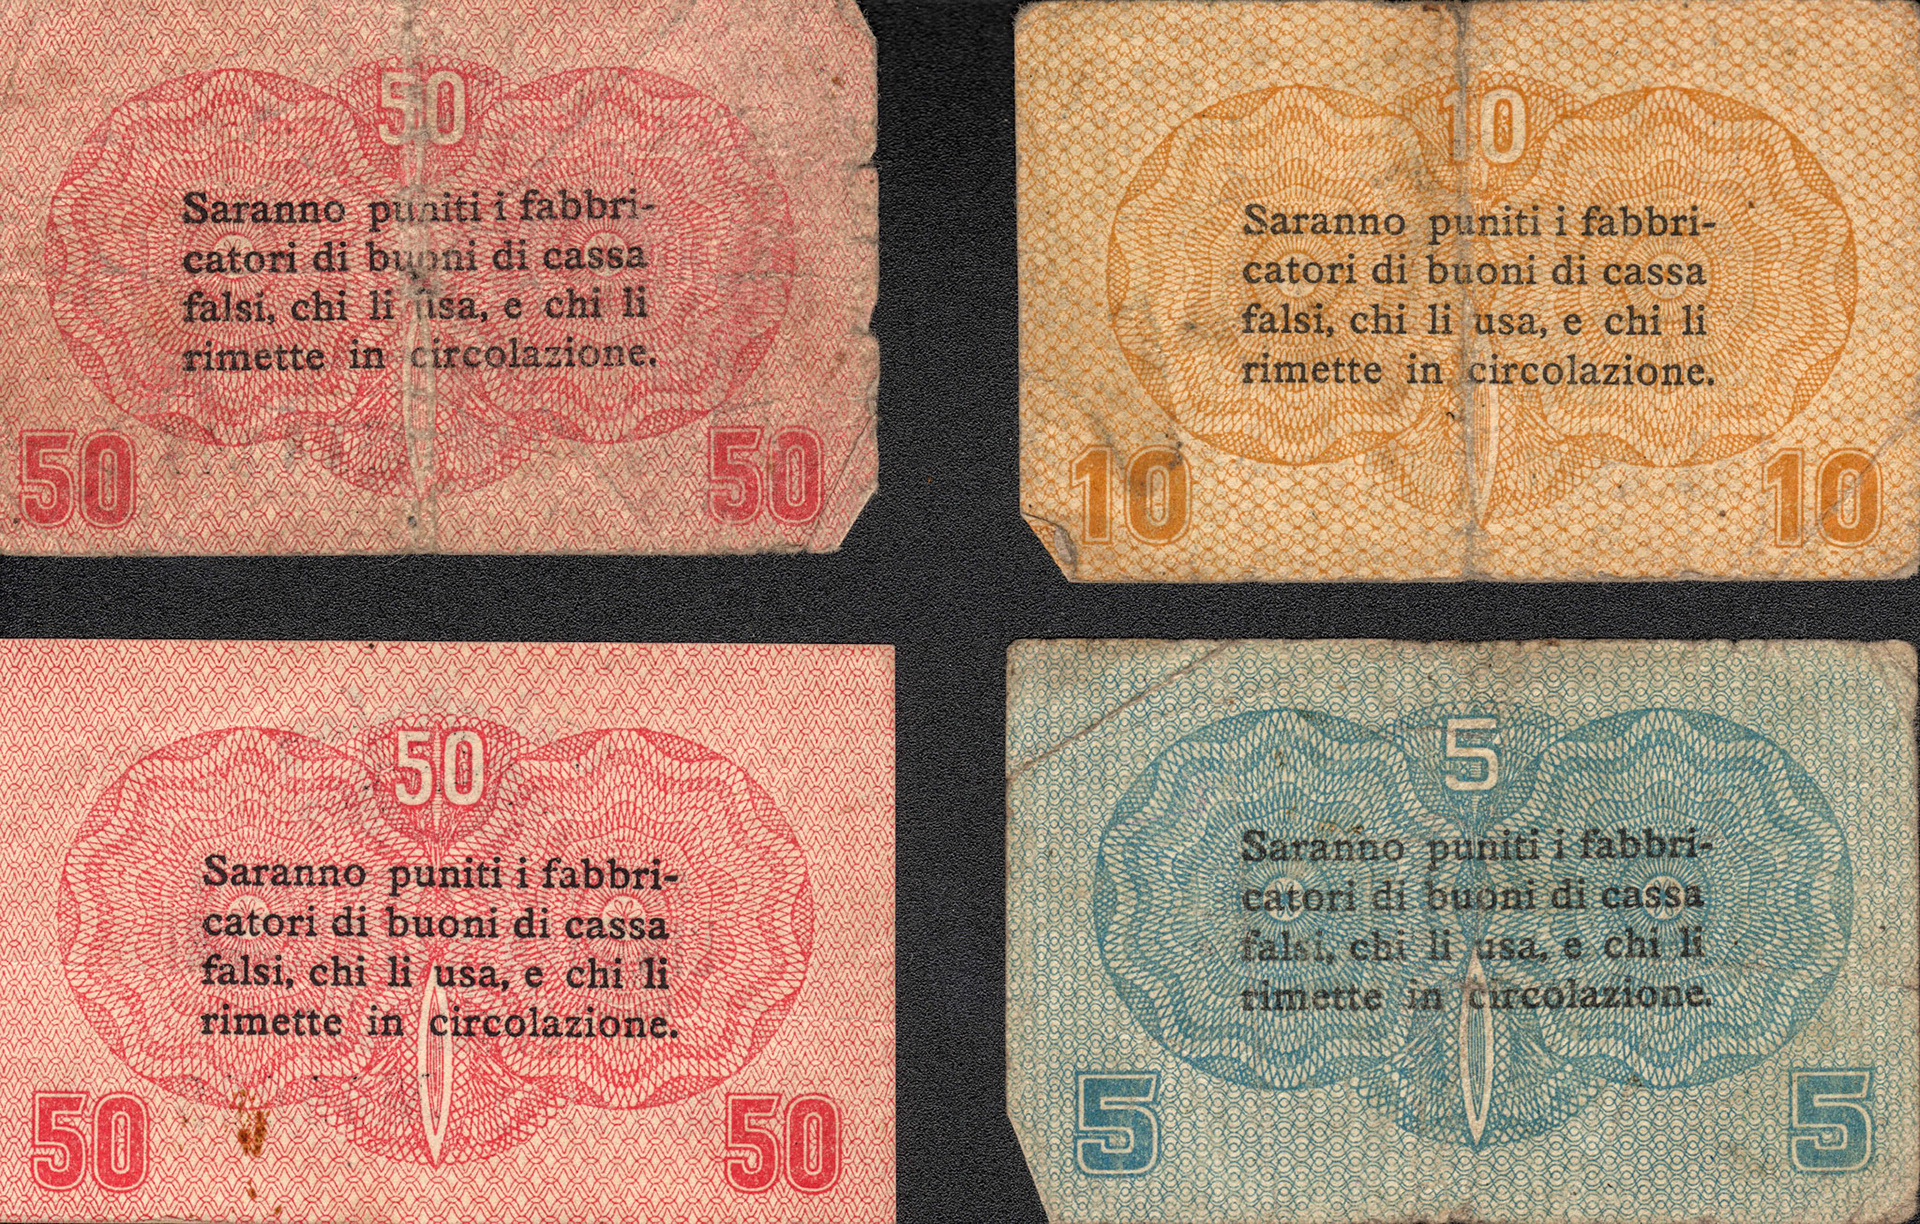 50
Saranno puniti i fabbri-
catori di buoni di cassa
falsi, chi li usa, e chi li
rimette in circolazione.
50 50
10
Saranno puniti i fabbri-
catori di buoni di cassa
falsi, chi li usa, e chi li
rimette in circolazione.
10 10
50
Saranno puniti i fabbri-
catori di buoni di cassa
falsi, chi li usa, e chi li
rimette in circolazione.
50 50
5
Saranno puniti i fabbri-
catori di buoni di cassa
falsi, chi li usa, e chi li
rimette in circolazione.
5 5